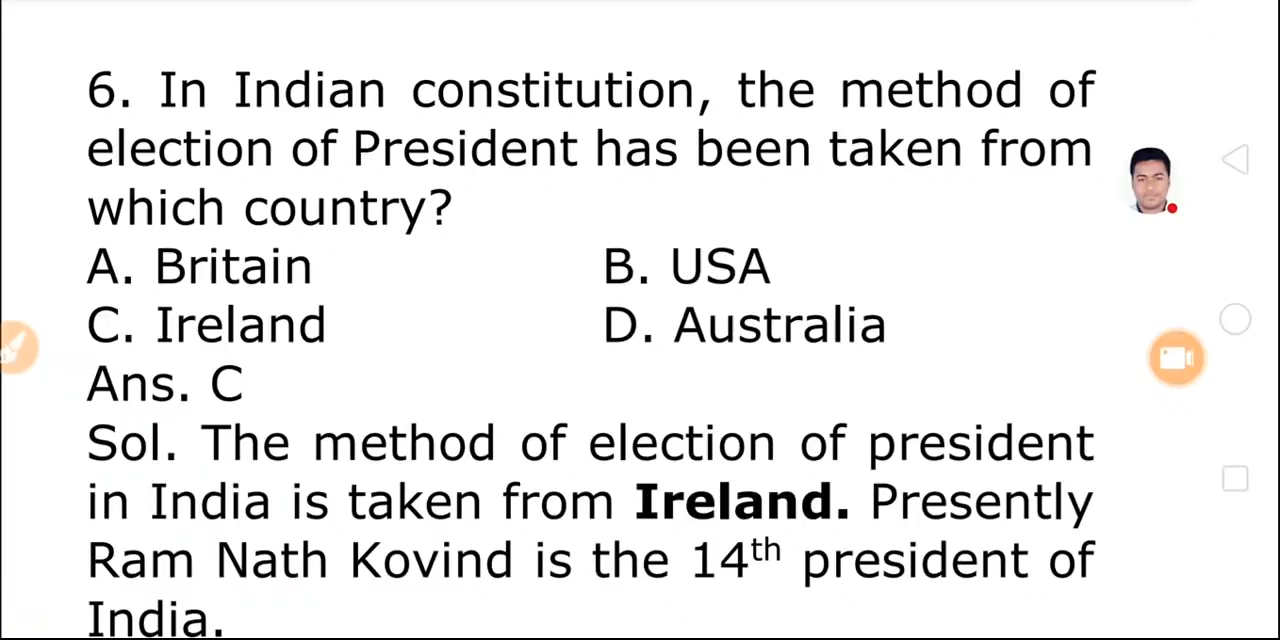 6. In Indian constitution, the method of
election of President has been taken from
which country?
A. Britain B. USA
C. Ireland D. Australia
Ans. C
Sol. The method of election of president
in India is taken from Ireland. Presently
Ram Nath Kovind is the 14th president of
India.